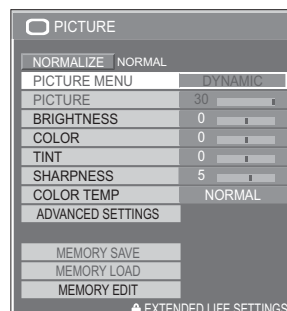 PICTURE
NORMALIZE NORMAL
PICTURE MENU DYNAMIC
PICTURE 30
BRIGHTNESS 0
COLOR 0
TINT 0
SHARPNESS 5
COLOR TEMP NORMAL
ADVANCED SETTINGS
MEMORY SAVE
MEMORY LOAD
MEMORY EDIT
EXTENDED LIFE SETTINGS